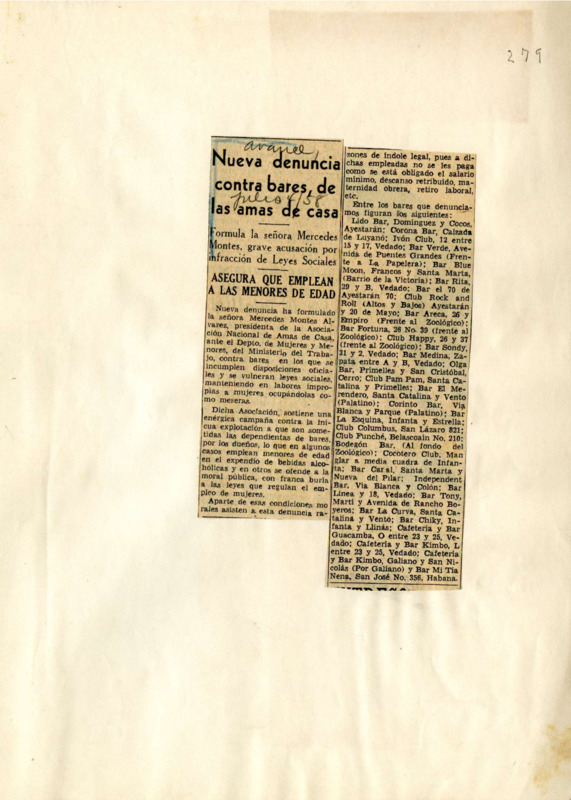 279
avance
Nueva denuncia
contra bares, de
julio 4/58
las amas de casa
Formula la señora Mercedes
Montes, grave acusación por
infracción de Leyes Sociales
ASEGURA QUE EMPLEAN
A LAS MENORES DE EDAD
Nueva denuncia ha formulado
la señora Mercedes Montes Al-
varez, presidenta de la Asocia-
ción Nacional de Amas de Casa,
ante el Depto. de Mujeres y Me-
nores, del Ministerio del Traba-
jo, contra bares en los que se
incumplen disposiciones oficia-
les y se vulneran leyes sociales,
manteniendo en labores impro-
pias a mujeres ocupándolas co-
mo meseras.
Dicha Asociación, sostiene una
enérgica campaña contra la ini-
cua explotación a que son some-
tidas las dependientas de bares,
por los dueños, lo que en algunos
casos emplean menores de edad
en el expendio de bebidas alco-
hólicas y en otros se ofende a la
moral pública, con franca burla
a las leyes que regulan el em-
pleo de mujeres.
Aparte de esas condiciones mo-
rales asisten a esta denuncia ra-
zones de índole legal, pues a di-
chas empleadas no se les paga
como se está obligado el salario
mínimo, descanso retribuido, ma-
ternidad obrera, retiro laboral,
etc.
Entre los bares que denuncia-
mos figuran los siguientes:
Lido Bar, Domínguez y Cocos,
Ayestarán; Corona Bar, Calzada
de Luyanó; Ivón Club, 12 entre
15 y 17, Vedado; Bar Verde, Ave-
nida de Puentes Grandes (Fren-
te a La Papelera); Bar Blue
Moon, Francos y Santa Marta,
(Barrio de la Victoria); Bar Rita,
29 y B, Vedado; Bar el 70 de
Ayestarán 70; Club Rock and
Roll (Altos y Bajos) Ayestarán
y 20 de Mayo; Bar Areca, 26 y
Empiro (Frente al Zoológico);
Bar Fortuna, 26 No. 39 (frente al
Zoológico); Club Happy, 26 y 37
(frente al Zoológico); Bar Sondy,
21 y 2, Vedado; Bar Medina, Za-
pata entre A y B, Vedado; Olga
Bar, Primelles y San Cristóbal,
Cerro; Club Pam Pam, Santa Ca-
talina y Primelles; Bar El Me-
rendero, Santa Catalina y Vento
(Palatino); Corinto Bar, Vía
Blanca y Parque (Palatino); Bar
La Esquina, Infanta y Estrella;
Club Columbus, San Lázaro 821;
Club Funché, Belascoaín No. 210;
Bodegón Bar, (Al fondo del
Zoológico); Cocotero Club, Man
glar a media cuadra de Infan-
ta; Bar Caral, Santa Marta y
Nueva del Pilar; Independent
Bar, Vía Blanca y Colón; Bar
Línea y 18, Vedado; Bar Tony,
Martí y Avenida de Rancho Bo-
yeros; Bar La Curva, Santa Ca-
talina y Vento; Bar Chiky, In-
fanta y Llinás; Cafetería y Bar
Guacamba, O entre 23 y 25, Ve-
dado; Cafetería y Bar Kimbo, L
entre 23 y 25, Vedado; Cafetería
y Bar Kimbo, Galiano y San Ni-
colás (Por Galiano) y Bar Mi Tía
Nena, San José No. 356, Habana.